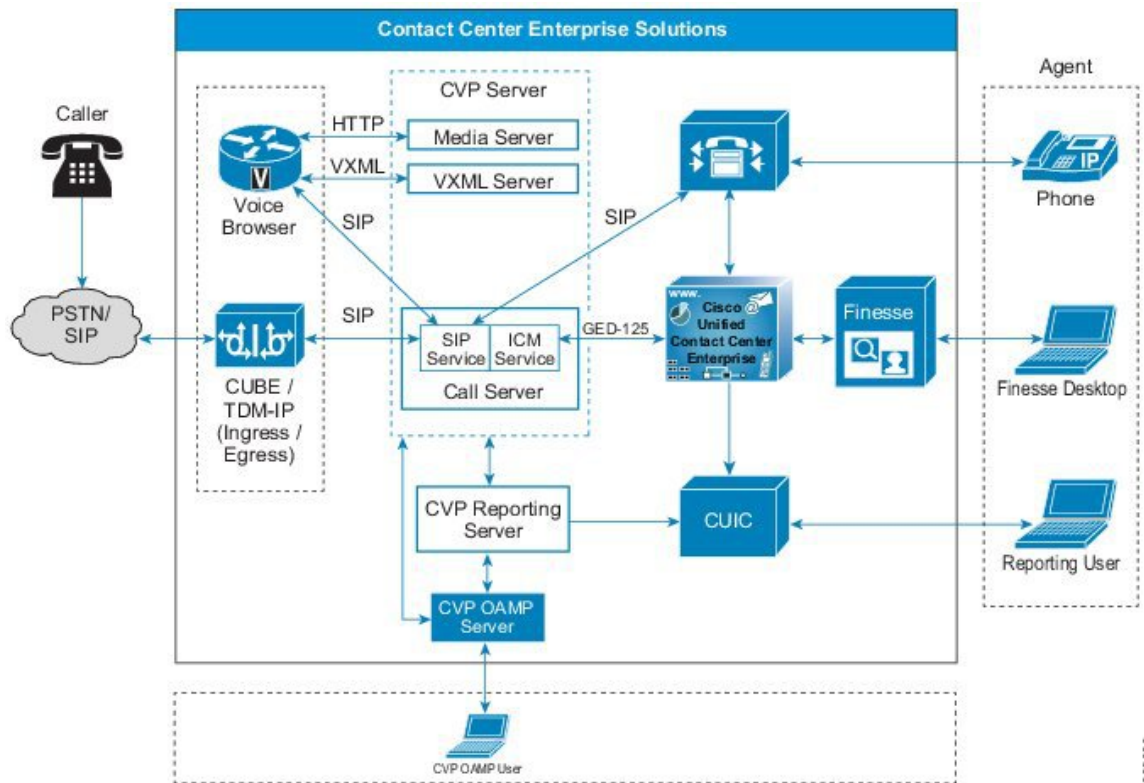 Contact Center Enterprise Solutions
Caller
PSTN/
SIP
HTTP
VXML
V
Voice
Browser
SIP
SIP
CUBE /
TDM-IP
(Ingress /
Egress)
CVP Server
Media Server
VXML Server
SIP
Service
ICM
Service
Call Server
SIP
GED-125
www.
Cisco @
Unified
Contact Center
Enterprise
Finesse
CVP Reporting
Server
CUIC
CVP OAMP
Server
CVP OAMP User
Agent
IP
Phone
Finesse Desktop
Reporting User